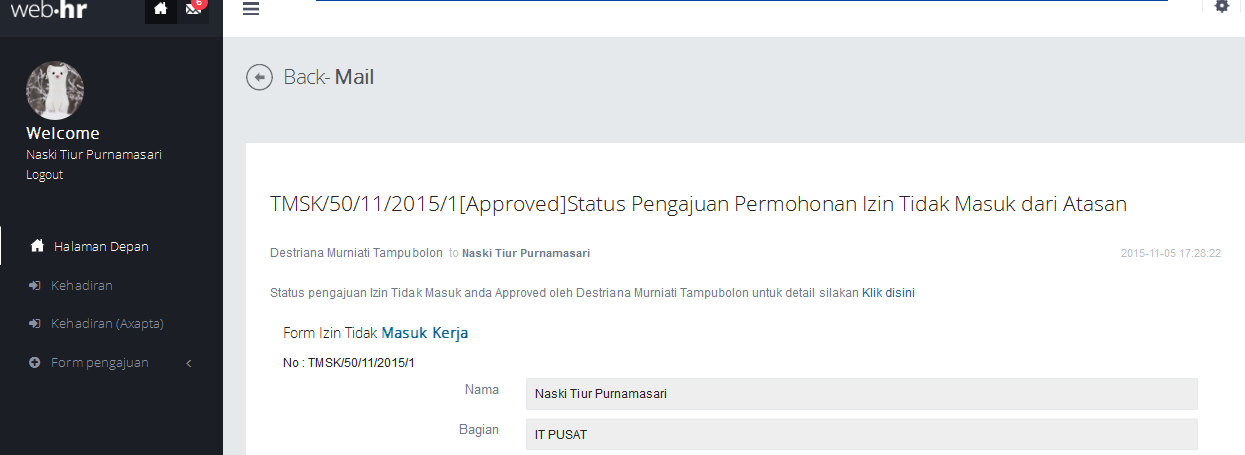 web·hr
6
Back- Mail
Welcome
Naski Tiur Purnamasari
Logout
Halaman Depan
Kehadiran
Kehadiran (Axapta)
Form pengajuan
TMSK/50/11/2015/1[Approved]Status Pengajuan Permohonan Izin Tidak Masuk dari Atasan
Destriana Murniati Tampubolon to Naski Tiur Purnamasari 2015-11-05 17:28:22
Status pengajuan Izin Tidak Masuk anda Approved oleh Destriana Murniati Tampubolon untuk detail silakan Klik disini
Form Izin Tidak Masuk Kerja
No : TMSK/50/11/2015/1
Nama Naski Tiur Purnamasari
Bagian IT PUSAT